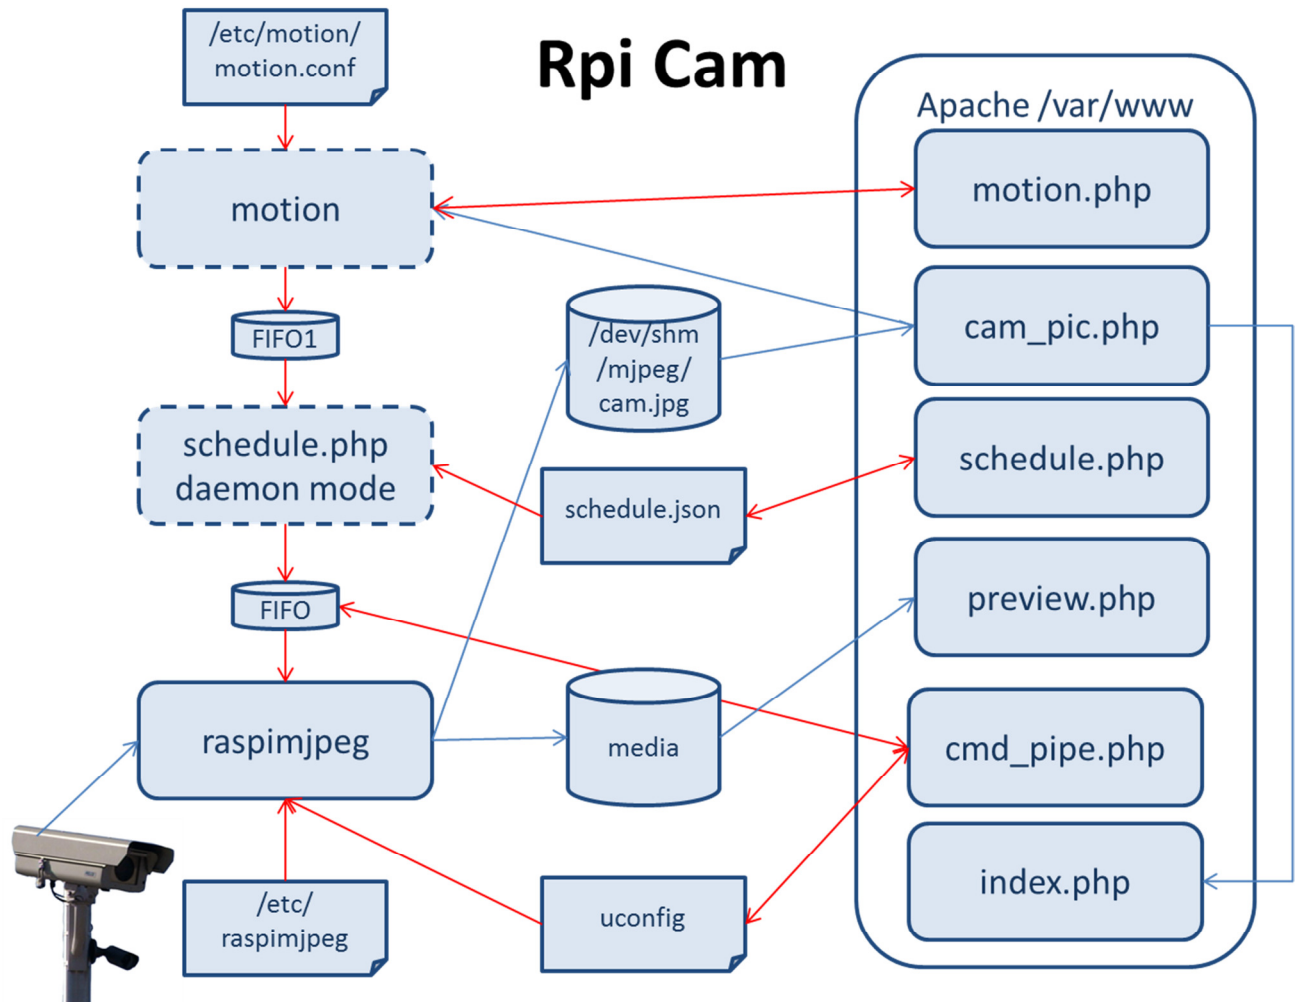 Rpi Cam
/etc/motion/
motion.conf
motion
FIFO1
schedule.php
daemon mode
FIFO
raspimjpeg
/etc/
raspimjpeg
/dev/shm
/mjpeg/
cam.jpg
schedule.json
media
uconfig
Apache /var/www
motion.php
cam_pic.php
schedule.php
preview.php
cmd_pipe.php
index.php